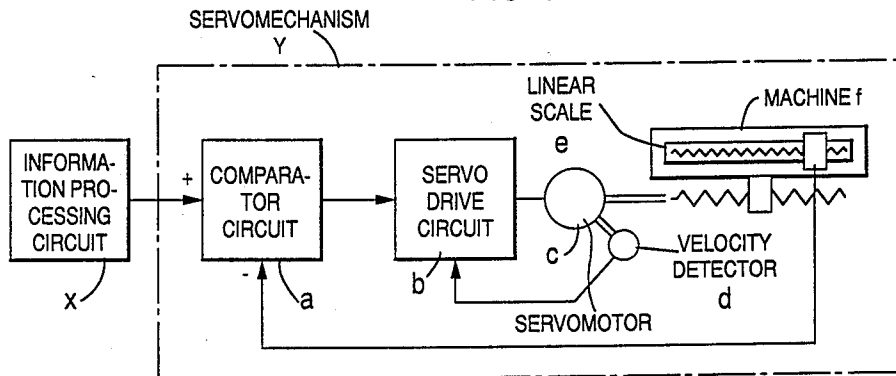 SERVOMECHANISM
Y
LINEAR
SCALE
e
MACHINE f
INFORMA-
TION PRO-
CESSING
CIRCUIT
x
+
COMPARA-
TOR
CIRCUIT
-
a
SERVO
DRIVE
CIRCUIT
b
c
VELOCITY
DETECTOR
d
SERVOMOTOR